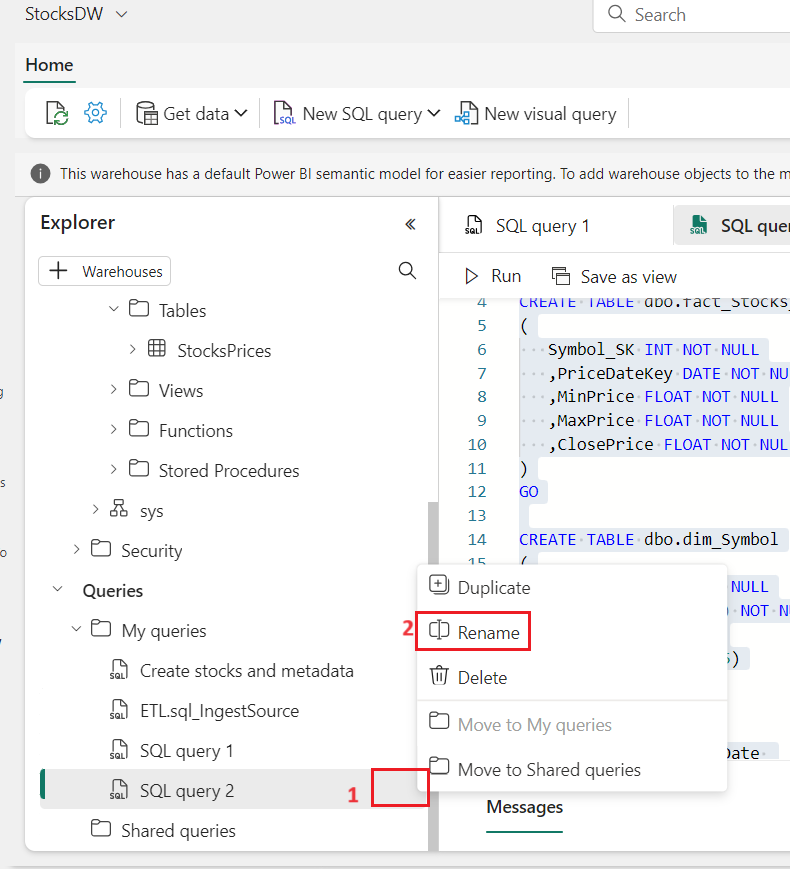 StocksDW
Search
Home
Get data
New SQL query
New visual query
This warehouse has a default Power BI semantic model for easier reporting. To add warehouse objects to the m
Explorer
SQL query 1
SQL quer
+ Warehouses
Run
Save as view
Tables
StocksPrices
Views
Functions
Stored Procedures
sys
Security
Queries
My queries
Create stocks and metadata
ETL.sql_IngestSource
SQL query 1
SQL query 2
Shared queries
4 CREATE TABLE dbo.fact_Stocks_
5 (
6 ····Symbol_SK·INT·NOT·NULL
7 ····,PriceDateKey·DATE·NOT·NU
8 ····,MinPrice·FLOAT·NOT·NULL
9 ····,MaxPrice·FLOAT·NOT·NULL
10 ····,ClosePrice·FLOAT·NOT·NUL
11 )
12 GO
13
14 CREATE·TABLE·dbo.dim_Symbol
15 (
NULL
NOT N
)
Date
1
2
Duplicate
Rename
Delete
Move to My queries
Move to Shared queries
Messages